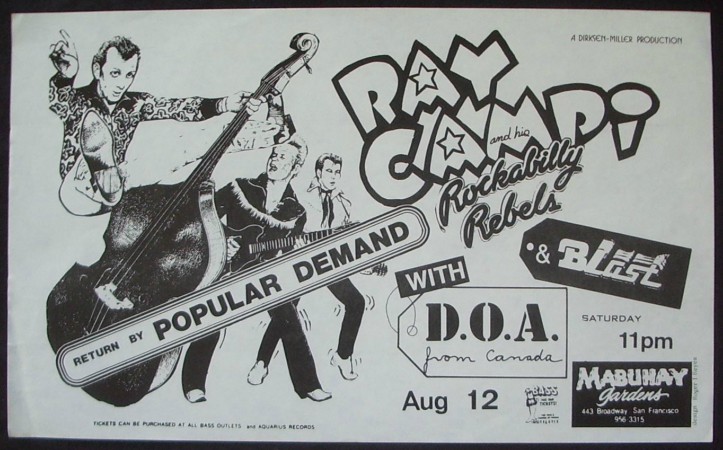 A DIRKSEN-MILLER PRODUCTION
RAY
CAMPi
and his
Rockabilly
Rebels
& Blast
RETURN BY POPULAR DEMAND
WITH
D.O.A.
from Canada
SATURDAY
11pm
Aug 12
BASS
MABUHAY
gardens
443 Broadway San Francisco
956-3315
TICKETS CAN BE PURCHASED AT ALL BASS OUTLETS and AQUARIUS RECORDS